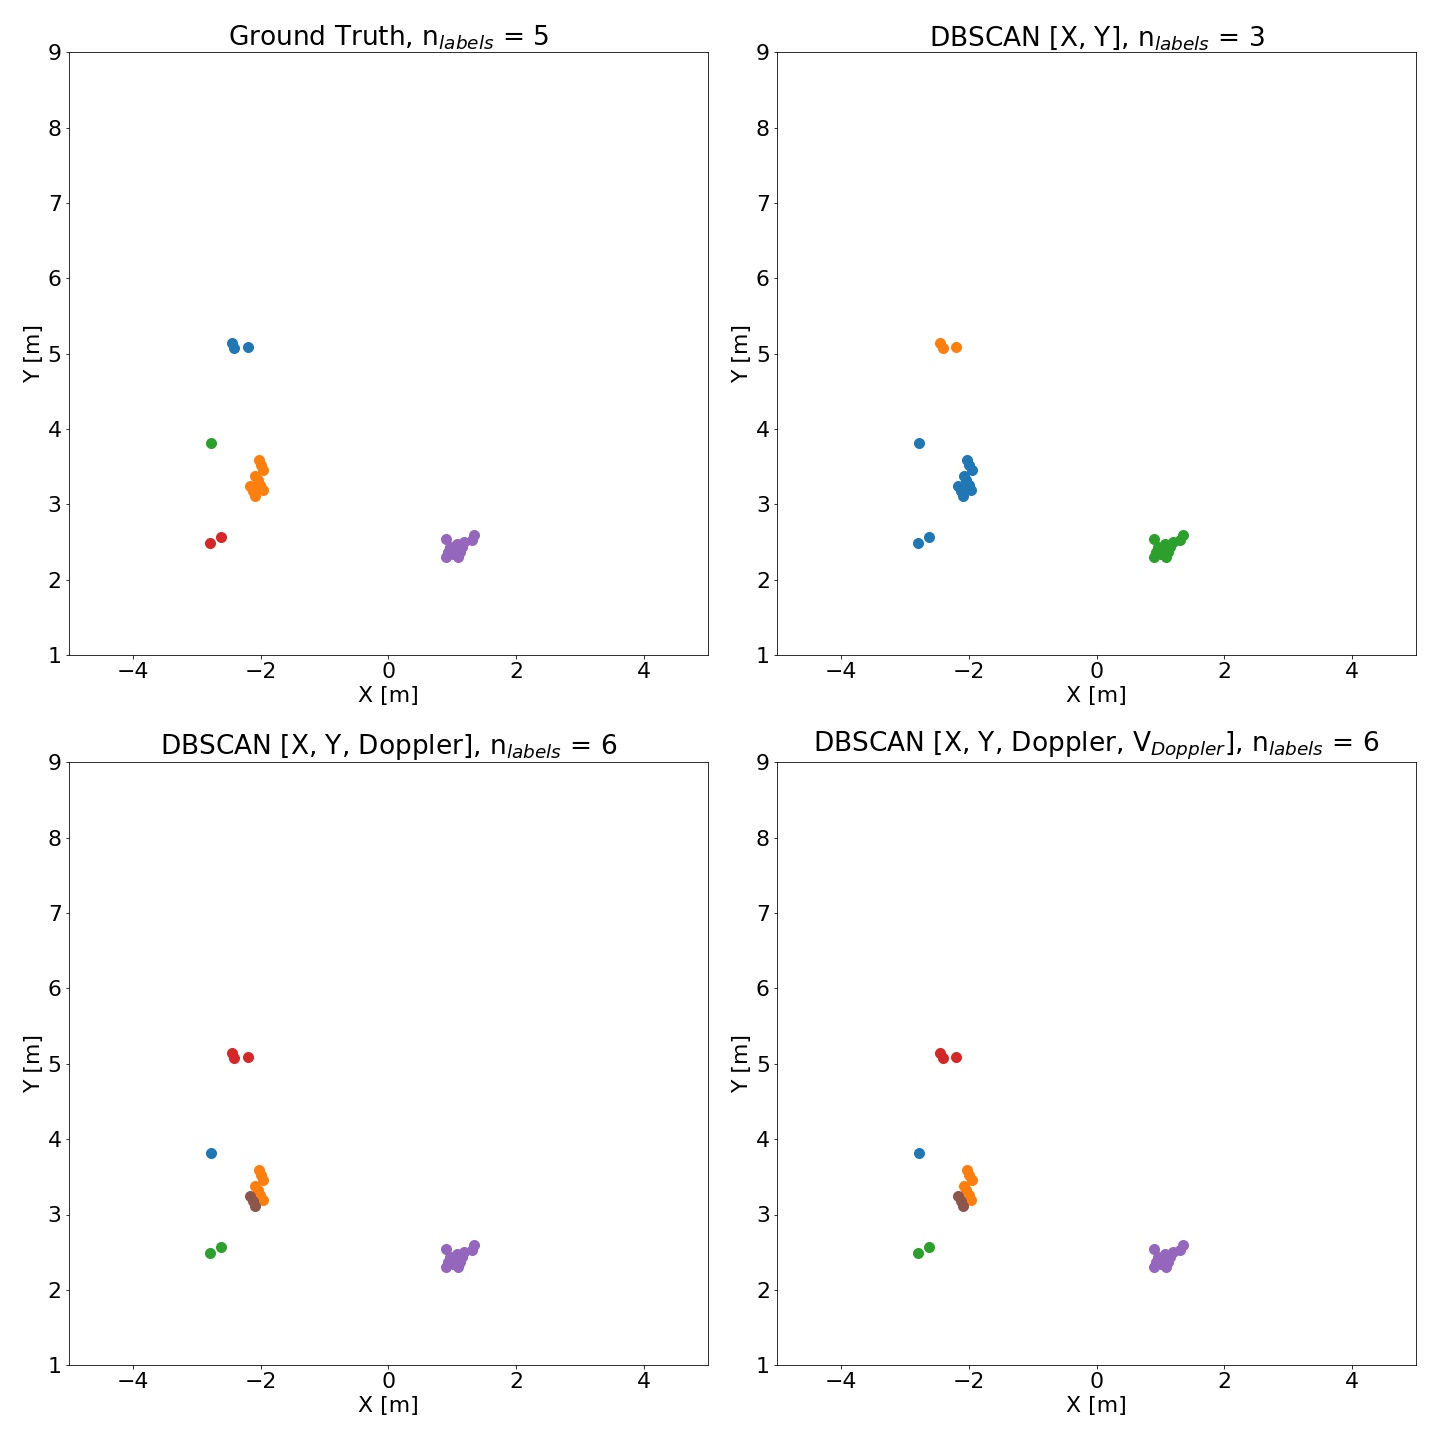 Ground Truth, n_labels = 5
9
8
7
6
5
4
3
2
1
Y [m]
−4 −2 0 2 4
X [m]
DBSCAN [X, Y], n_labels = 3
9
8
7
6
5
4
3
2
1
Y [m]
−4 −2 0 2 4
X [m]
DBSCAN [X, Y, Doppler], n_labels = 6
9
8
7
6
5
4
3
2
1
Y [m]
−4 −2 0 2 4
X [m]
DBSCAN [X, Y, Doppler, V_Doppler], n_labels = 6
9
8
7
6
5
4
3
2
1
Y [m]
−4 −2 0 2 4
X [m]